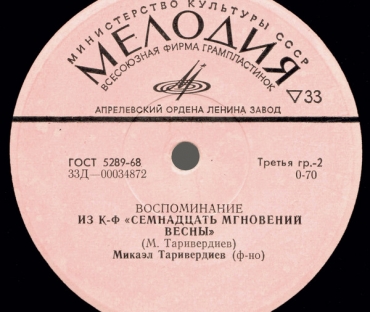 МИНИСТЕРСТВО КУЛЬТУРЫ СССР
МЕЛОДИЯ
ВСЕСОЮЗНАЯ ФИРМА ГРАМПЛАСТИНОК
АПРЕЛЕВСКИЙ ОРДЕНА ЛЕНИНА ЗАВОД
▽33
ГОСТ 5289-68
33Д—00034872
Третья гр.-2
0-70
ВОСПОМИНАНИЕ
ИЗ К-Ф «СЕМНАДЦАТЬ МГНОВЕНИЙ
ВЕСНЫ»
(М. Таривердиев)
Микаэл Таривердиев (ф-но)